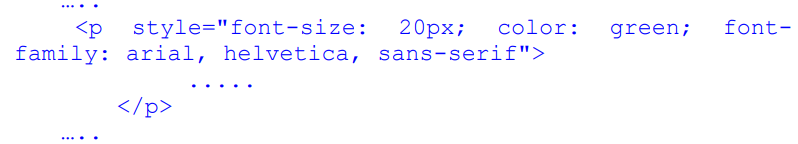 .....
<p style="font-size: 20px; color: green; font-
family: arial, helvetica, sans-serif">
.....
</p>
.....